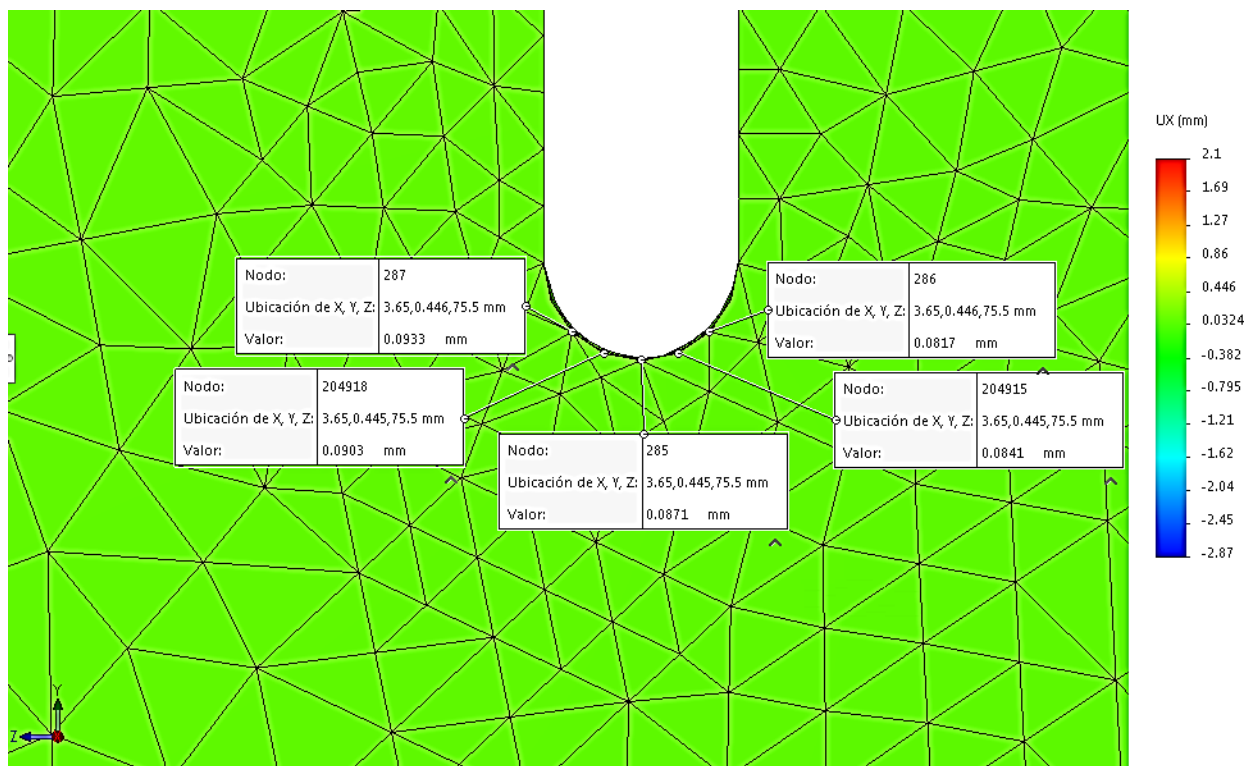 UX (mm)
2.1
1.69
1.27
0.86
0.446
0.0324
-0.382
-0.795
-1.21
-1.62
-2.04
-2.45
-2.87
Nodo: 287
Ubicación de X, Y, Z: 3.65,0.446,75.5 mm
Valor: 0.0933 mm
Nodo: 286
Ubicación de X, Y, Z: 3.65,0.446,75.5 mm
Valor: 0.0817 mm
Nodo: 204918
Ubicación de X, Y, Z: 3.65,0.445,75.5 mm
Valor: 0.0903 mm
Nodo: 204915
Ubicación de X, Y, Z: 3.65,0.445,75.5 mm
Valor: 0.0841 mm
Nodo: 285
Ubicación de X, Y, Z: 3.65,0.445,75.5 mm
Valor: 0.0871 mm
Y
Z